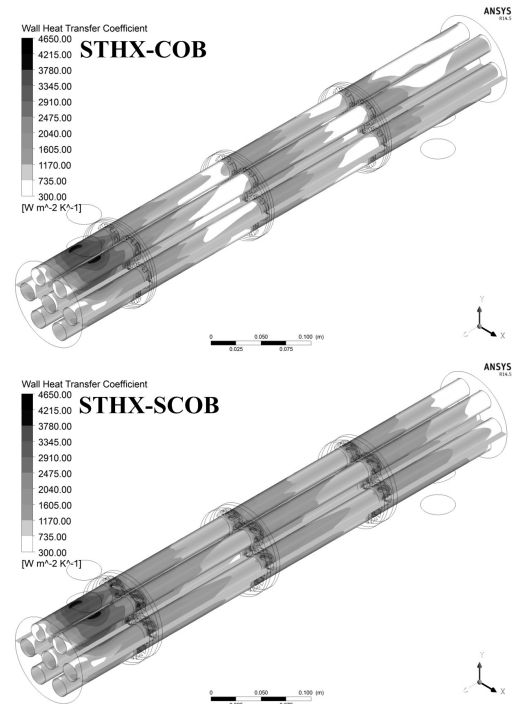 ANSYS
R14.5
Wall Heat Transfer Coefficient
STHX-COB
4650.00
4215.00
3780.00
3345.00
2910.00
2475.00
2040.00
1605.00
1170.00
735.00
300.00
[W m^-2 K^-1]
0 0.050 0.100 (m)
0.025 0.075
Y
Z X
ANSYS
R14.5
Wall Heat Transfer Coefficient
STHX-SCOB
4650.00
4215.00
3780.00
3345.00
2910.00
2475.00
2040.00
1605.00
1170.00
735.00
300.00
[W m^-2 K^-1]
0 0.050 0.100 (m)
Y
Z X